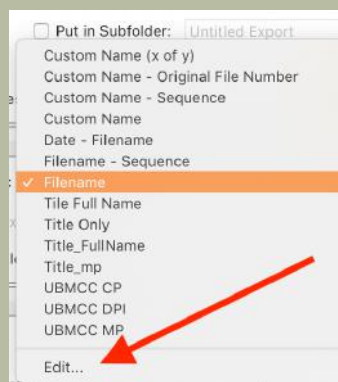 Put in Subfolder: Untitled Export
Custom Name (x of y)
Custom Name - Original File Number
Custom Name - Sequence
Custom Name
Date - Filename
Filename - Sequence
✓ Filename
Tile Full Name
Title Only
Title_FullName
Title_mp
UBMCC CP
UBMCC DPI
UBMCC MP
Edit...